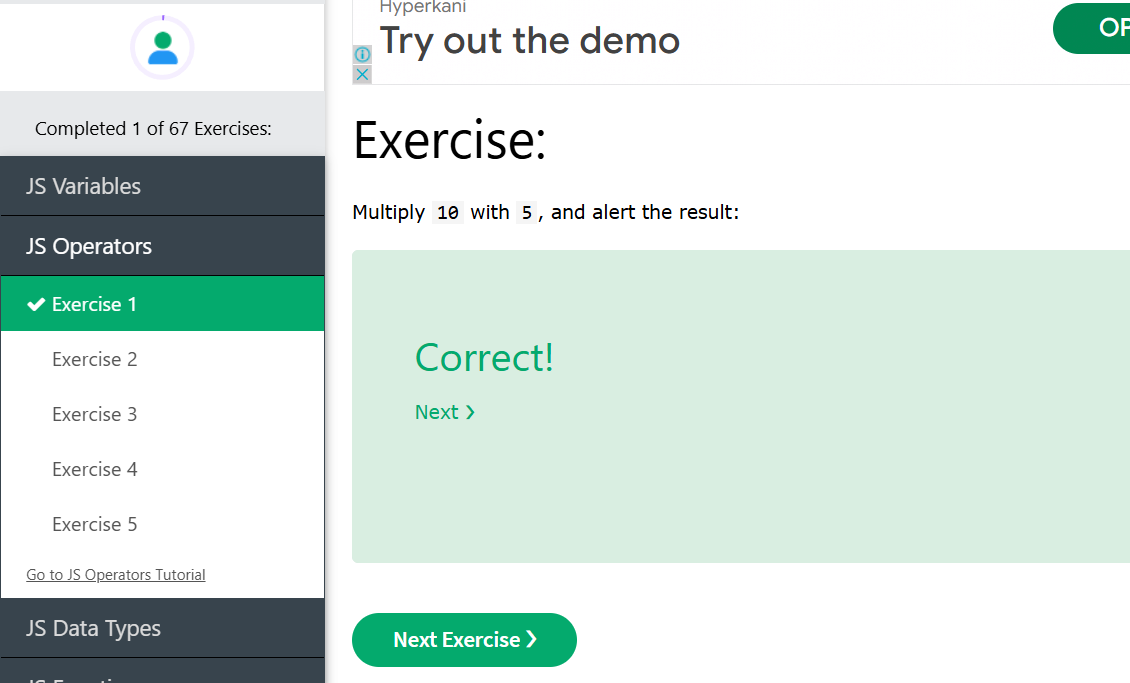 Hyperkani
Try out the demo
Completed 1 of 67 Exercises:
JS Variables
JS Operators
Exercise 1
Exercise 2
Exercise 3
Exercise 4
Exercise 5
Go to JS Operators Tutorial
JS Data Types
Exercise:
Multiply 10 with 5, and alert the result:
Correct!
Next ❯
Next Exercise ❯